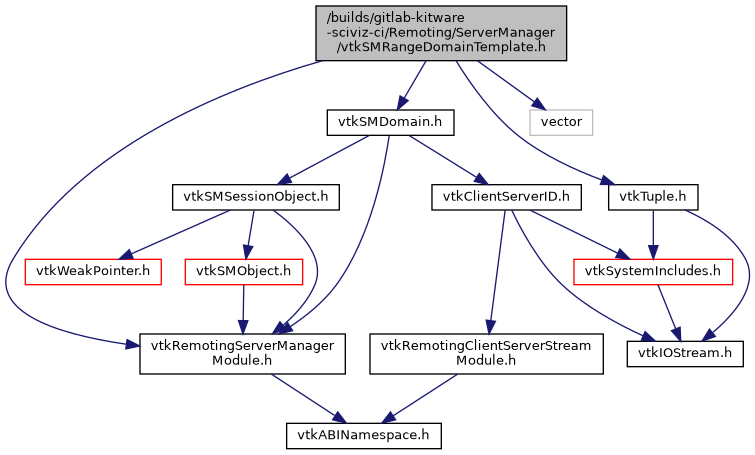 /builds/gitlab-kitware
-sciviz-ci/Remoting/ServerManager
/vtkSMRangeDomainTemplate.h
vtkSMDomain.h
vector
vtkSMSessionObject.h
vtkClientServerID.h
vtkTuple.h
vtkWeakPointer.h
vtkSMObject.h
vtkSystemIncludes.h
vtkRemotingServerManager
Module.h
vtkRemotingClientServerStream
Module.h
vtkIOStream.h
vtkABINamespace.h